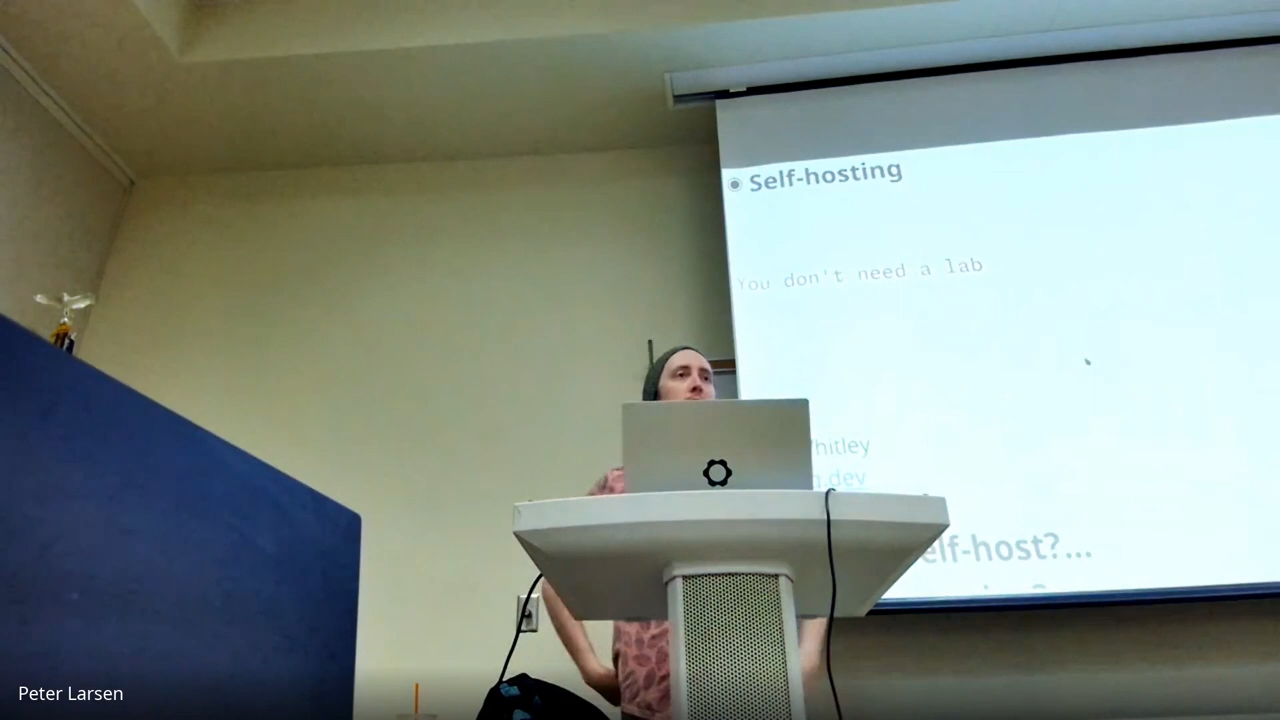 Self-hosting
You don't need a lab
hitley
.dev
elf-host?...
Peter Larsen